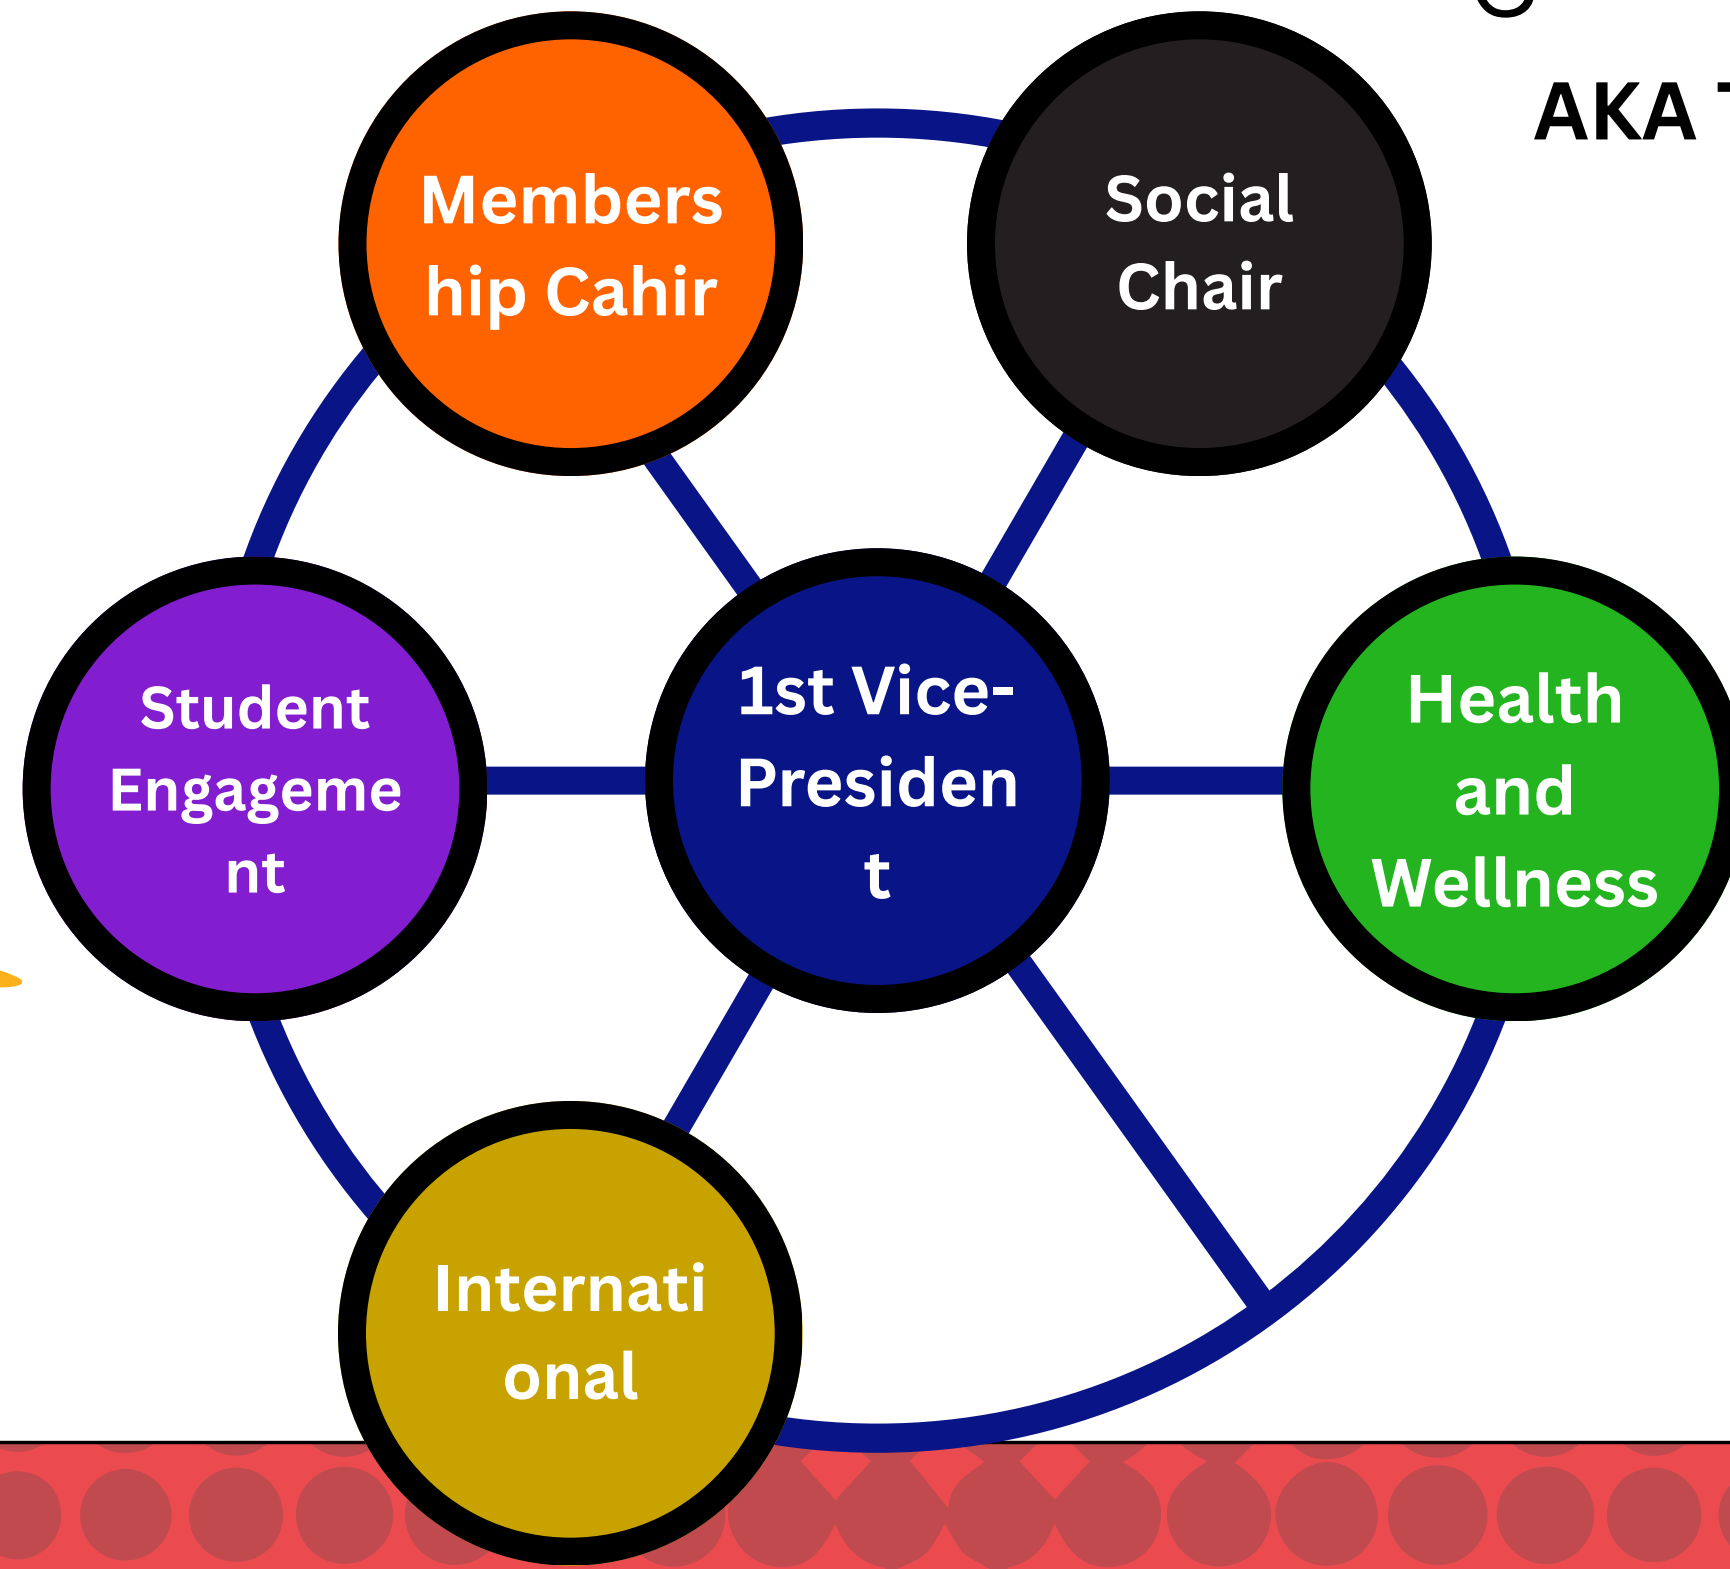 AKA
Members
hip Cahir
Social
Chair
Student
Engageme
nt
1st Vice-
Presiden
t
Health
and
Wellness
Internati
onal